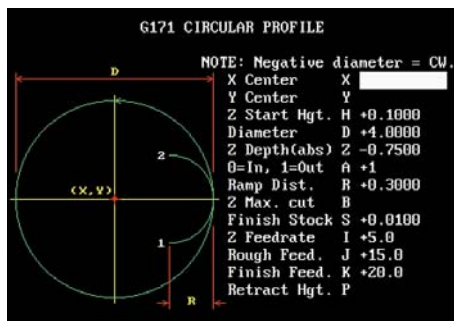 G171 CIRCULAR PROFILE
NOTE: Negative diameter = CW.
D
X Center X
Y Center Y
Z Start Hgt. H +0.1000
Diameter D +4.0000
Z Depth(abs) Z -0.7500
0=In, 1=Out A +1
Ramp Dist. R +0.3000
Z Max. cut B
Finish Stock S +0.0100
Z Feedrate I +5.0
Rough Feed. J +15.0
Finish Feed. K +20.0
Retract Hgt. P
2
(X,Y)
1
R